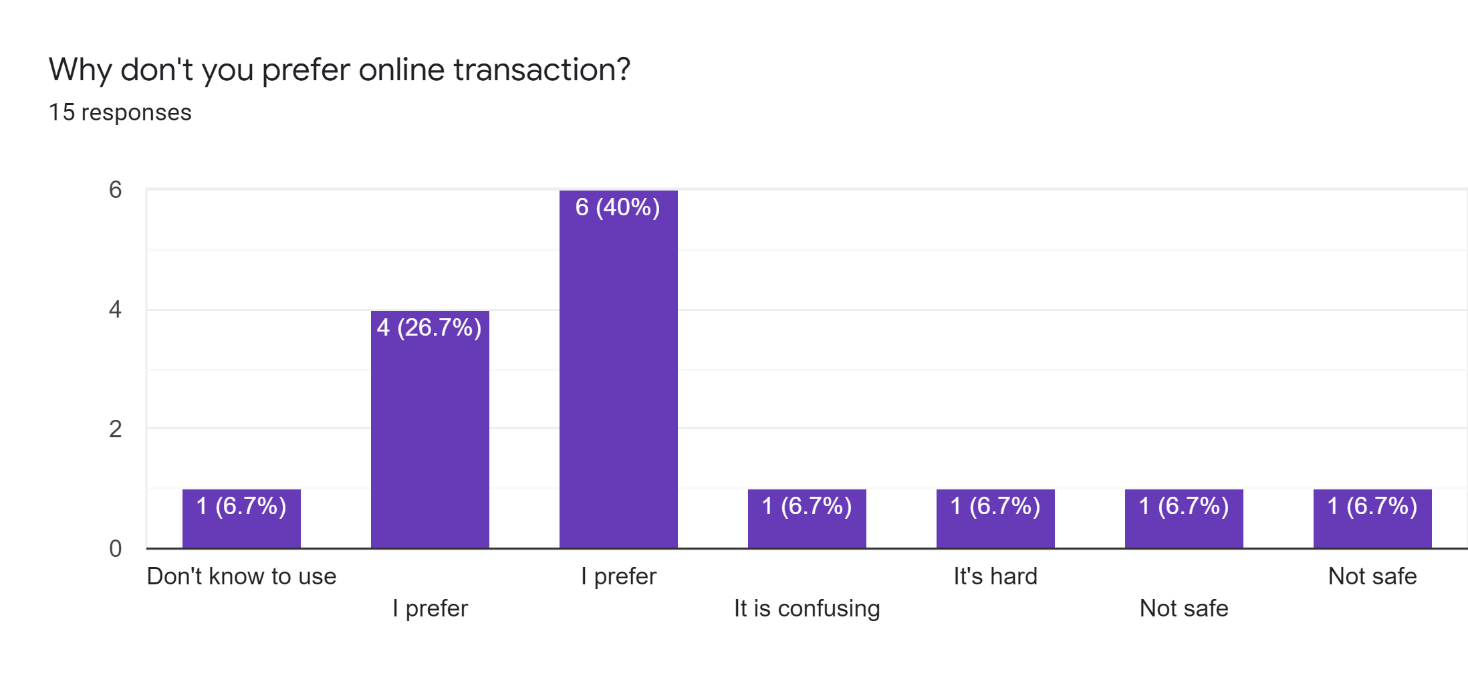 Why don't you prefer online transaction?
15 responses
6
4
2
0
1 (6.7%)
4 (26.7%)
6 (40%)
1 (6.7%)
1 (6.7%)
1 (6.7%)
1 (6.7%)
Don't know to use
I prefer
I prefer
It is confusing
It's hard
Not safe
Not safe